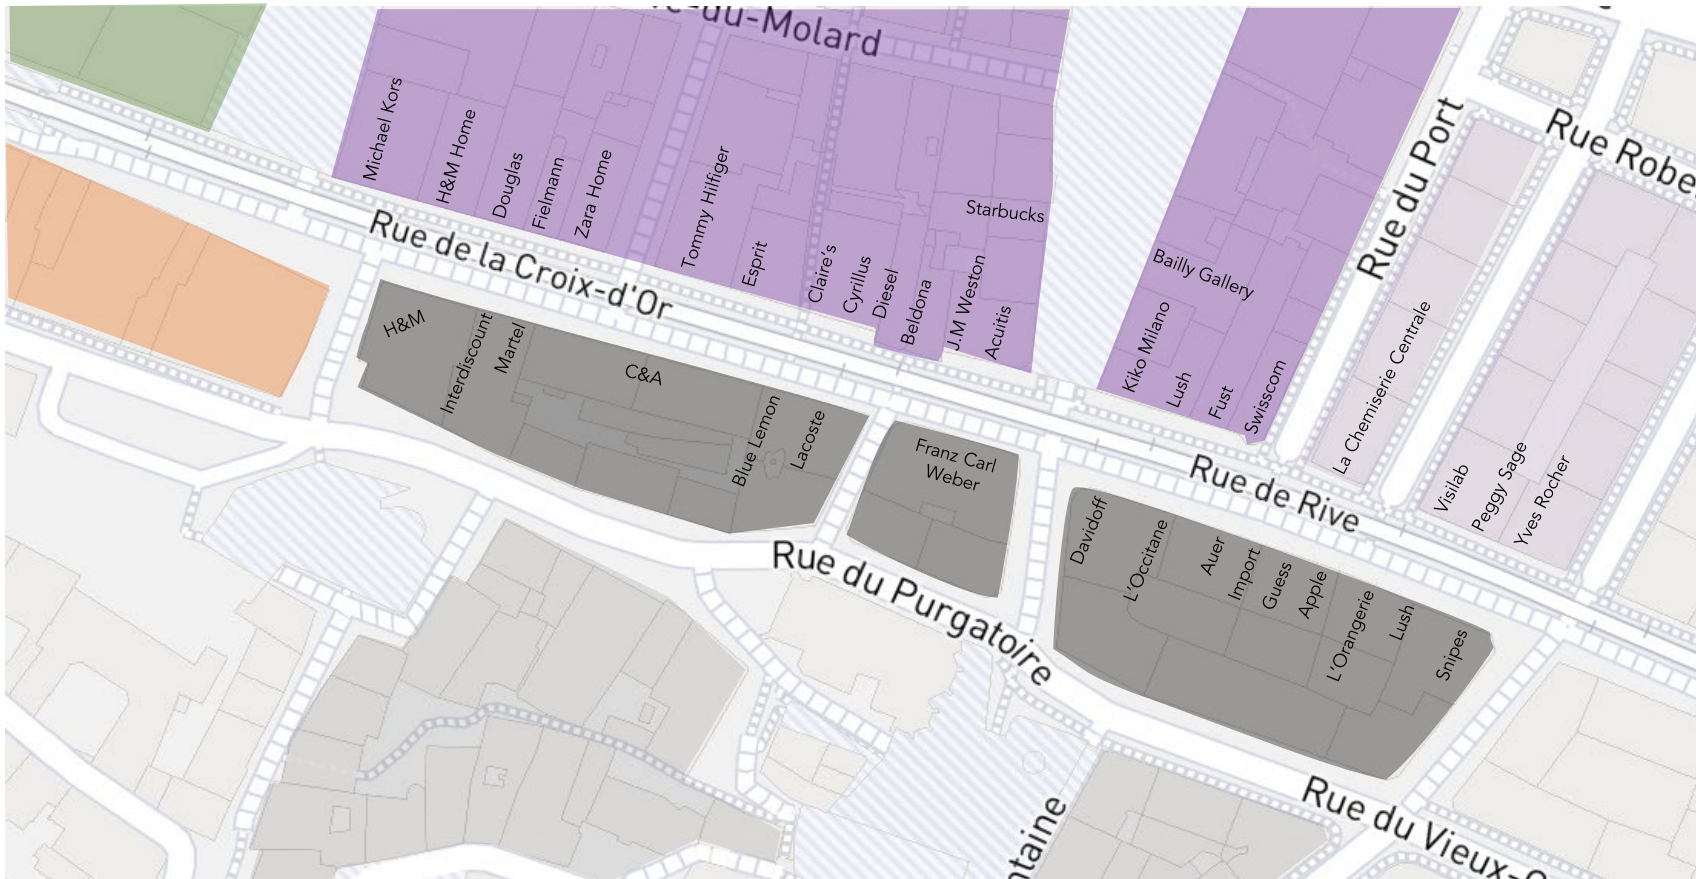 -du-Molard
Michael Kors
H&M Home
Douglas
Fielmann
Zara Home
Tommy Hilfiger
Esprit
Claire's
Cyrillus
Diesel
Beldona
J.M Weston
Acuitis
Starbucks
Bailly Gallery
Kiko Milano
Lush
Fust
Swisscom
Rue du Port
Rue Robe
La Chemiserie Centrale
Visilab
Peggy Sage
Yves Rocher
Rue de la Croix-d'Or
H&M
Interdiscount
Martel
C&A
Blue Lemon
Lacoste
Franz Carl
Weber
Rue de Rive
Davidoff
L'Occitane
Auer
Import
Guess
Apple
L'Orangerie
Lush
Snipes
Rue du Purgatoire
Rue du Vieux-
ntaine